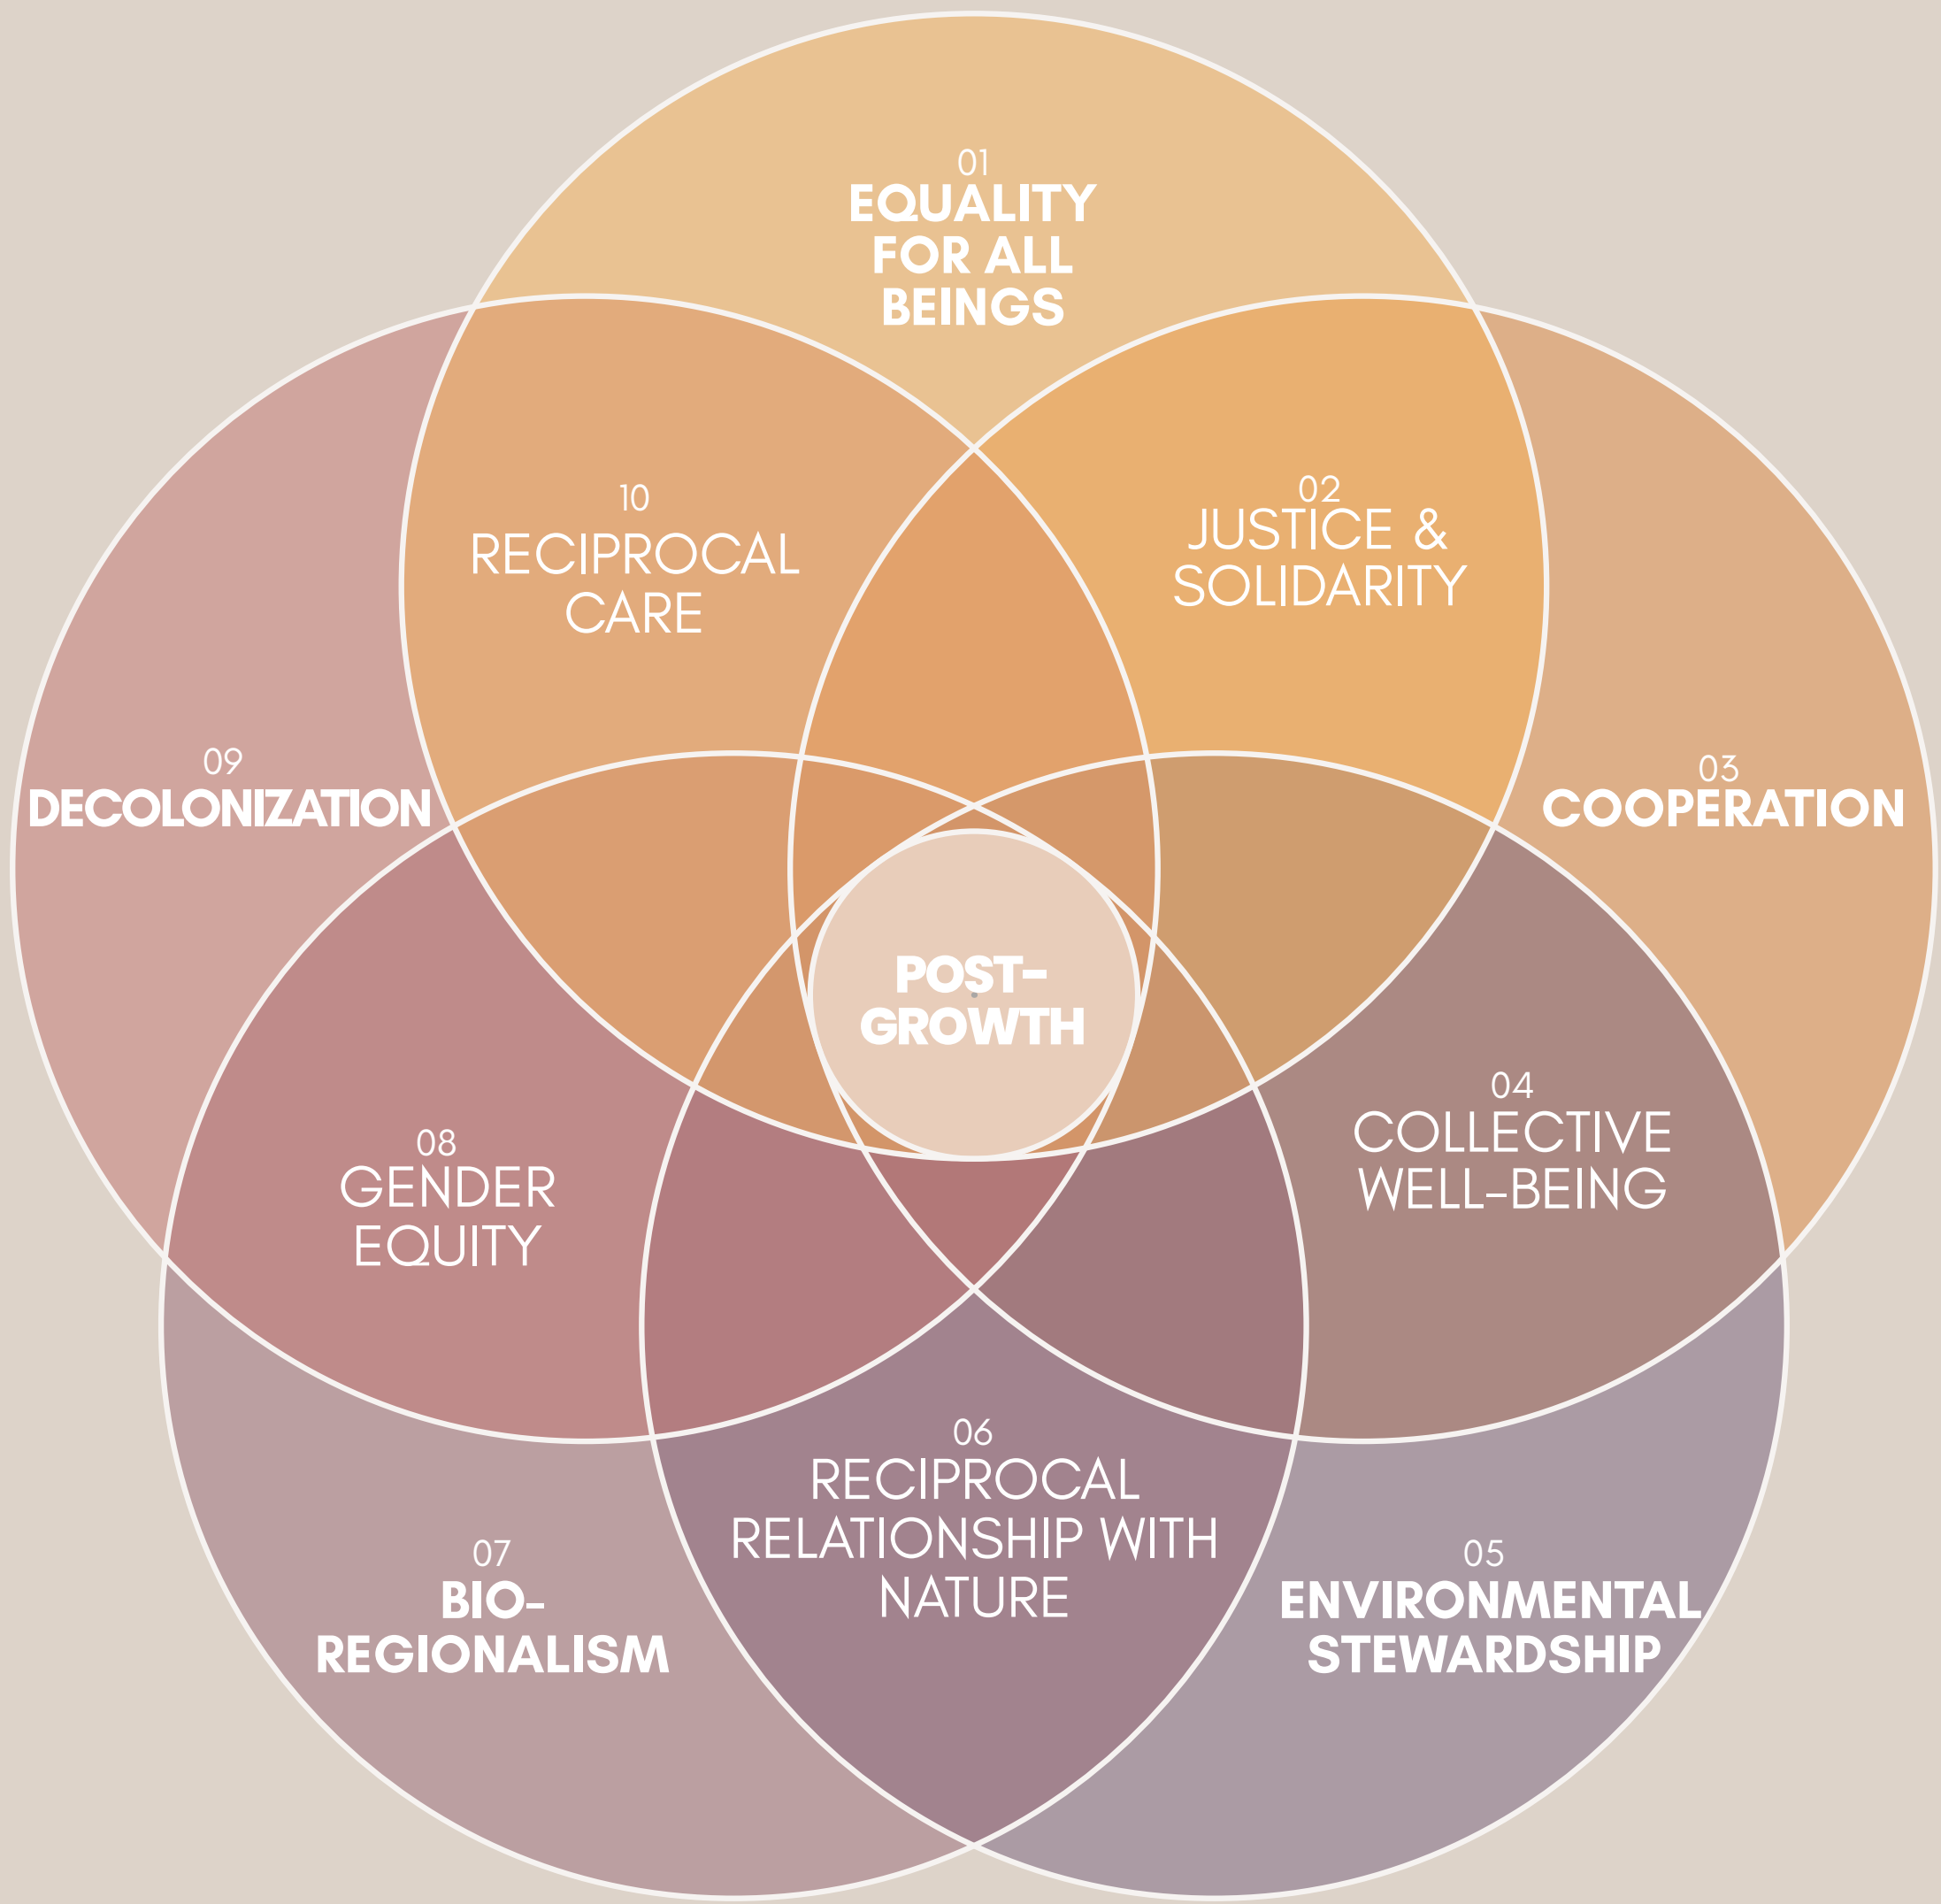 01
EQUALITY
FOR ALL
BEINGS
10
RECIPROCAL
CARE
02
JUSTICE &
SOLIDARITY
09
DECOLONIZATION
03
COOPERATION
POST-
GROWTH
04
COLLECTIVE
WELL-BEING
08
GENDER
EQUITY
06
RECIPROCAL
RELATIONSHIP WITH
NATURE
07
BIO-
REGIONALISM
05
ENVIRONMENTAL
STEWARDSHIP